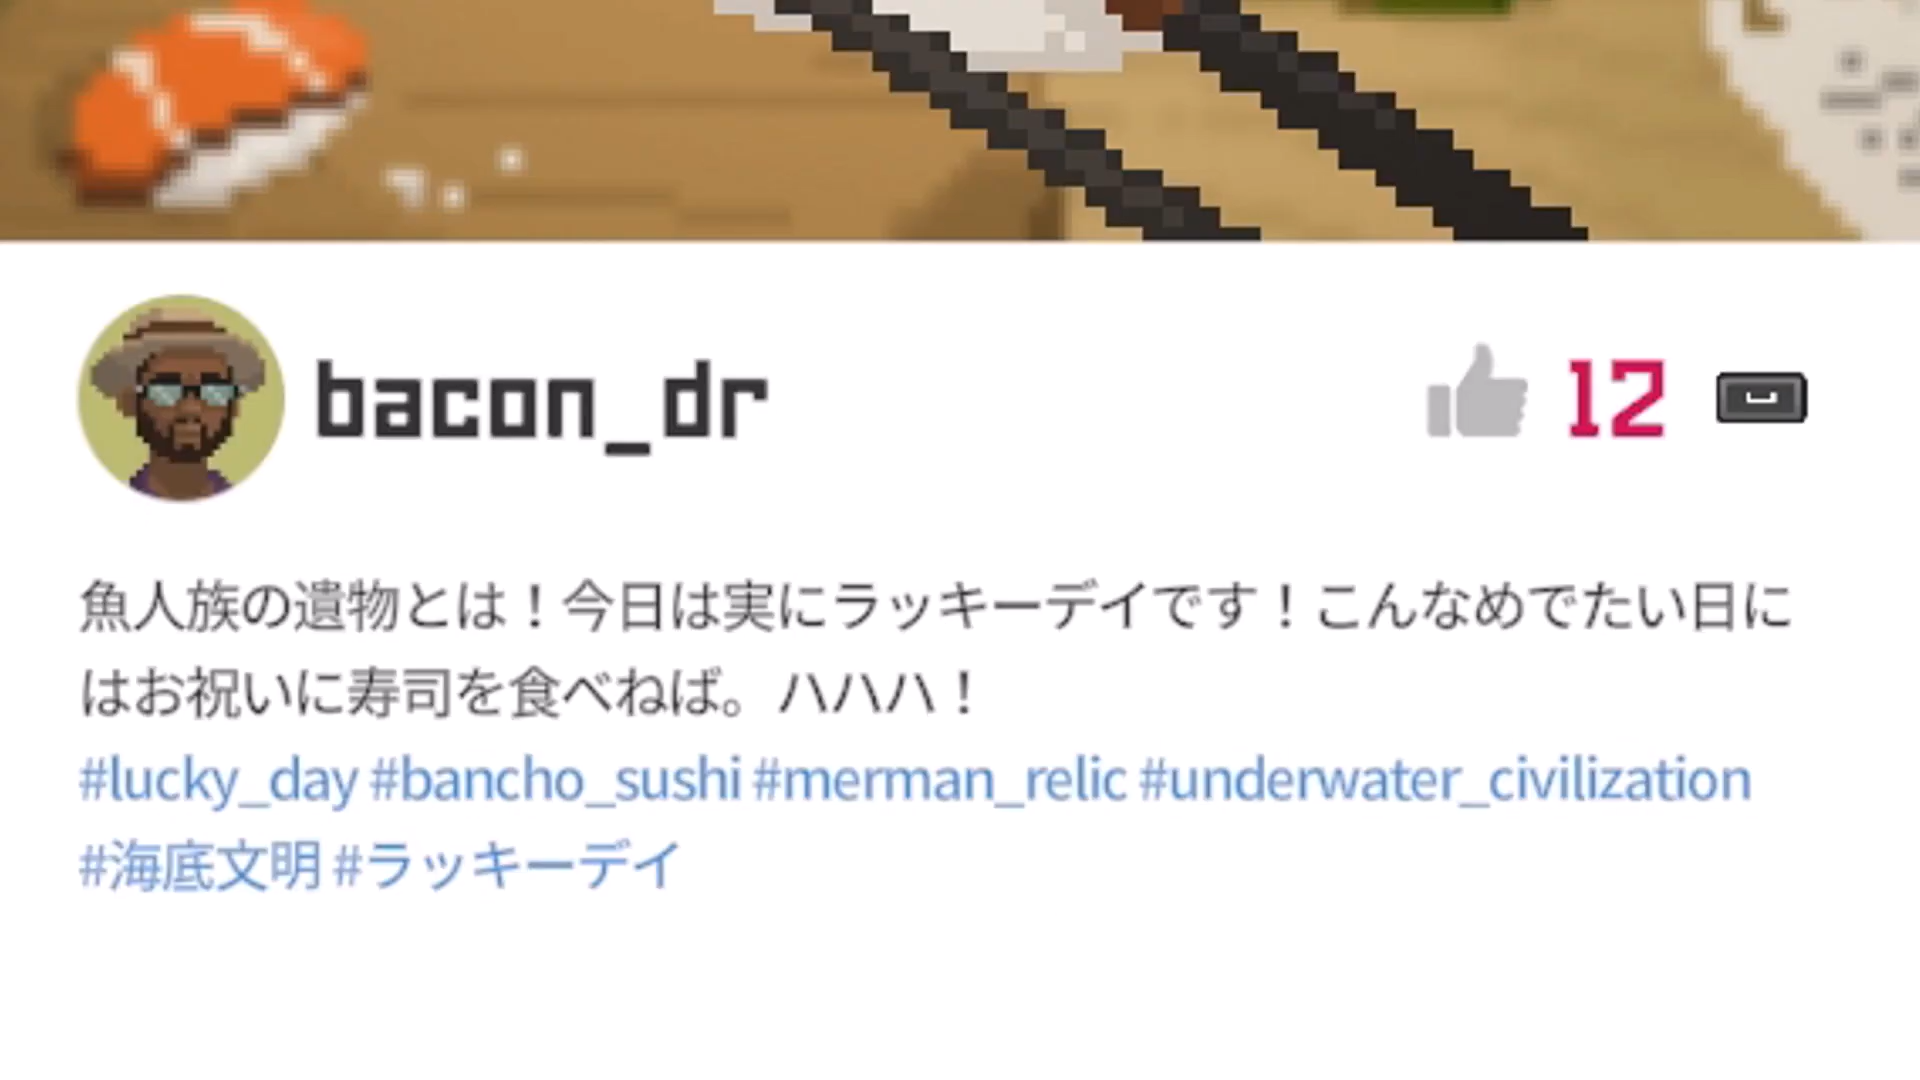 bacon_dr
12
魚人族の遺物とは！今日は実にラッキーデイです！こんなめでたい日に
はお祝いに寿司を食べねば。ハハハ！
#lucky_day #bancho_sushi #merman_relic #underwater_civilization
#海底文明 #ラッキーデイ